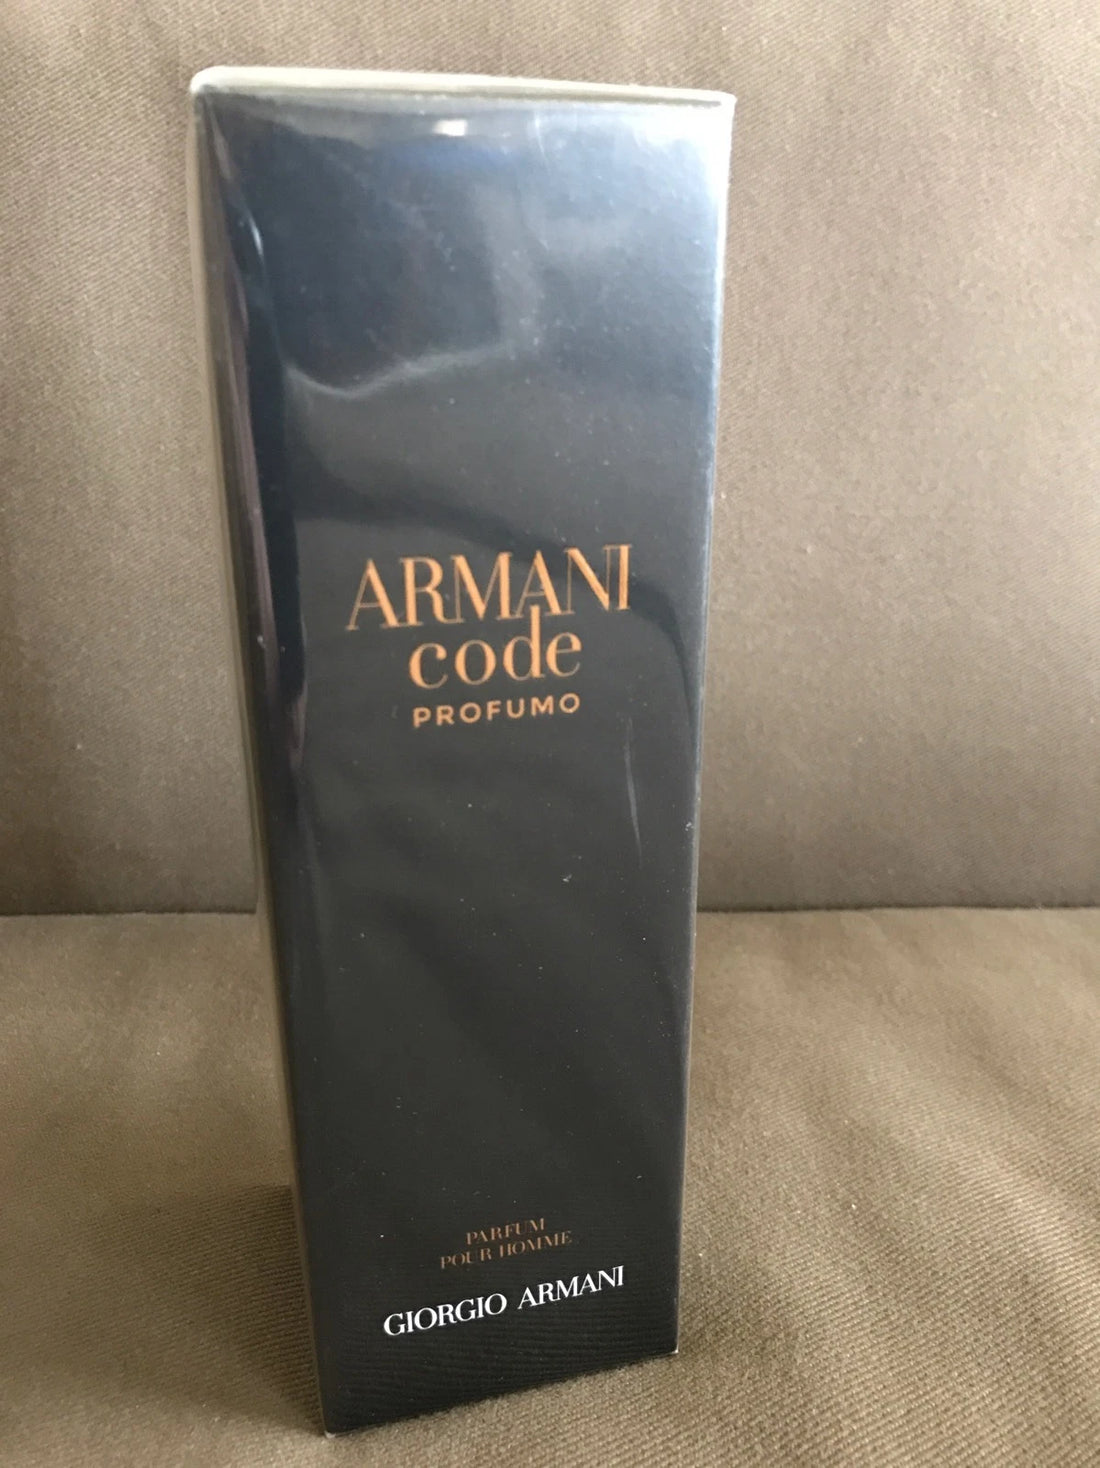 ARMANI
code
PROFUMO
PARFUM
POUR HOMME
GIORGIO ARMANI